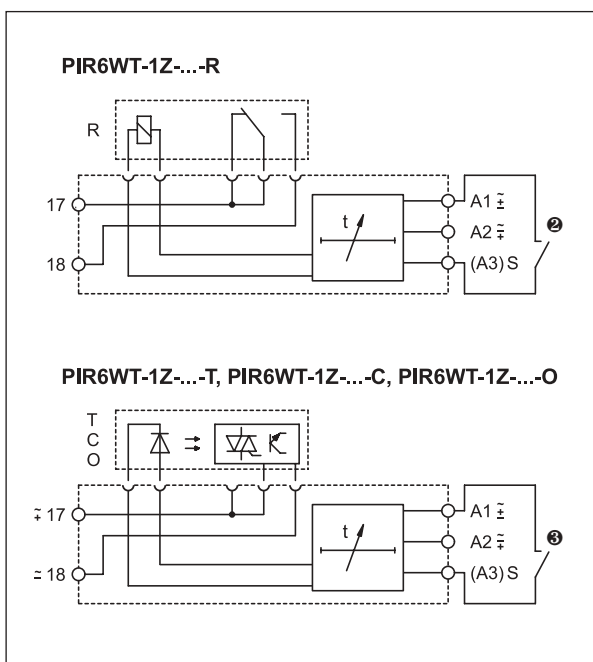 PIR6WT-1Z-...-R
R
17
18
t
A1 ±
A2 ∓
(A3) S
❷
PIR6WT-1Z-...-T, PIR6WT-1Z-...-C, PIR6WT-1Z-...-O
T
C
O
~+ 17
~- 18
t
A1 ±
A2 ∓
(A3) S
❸